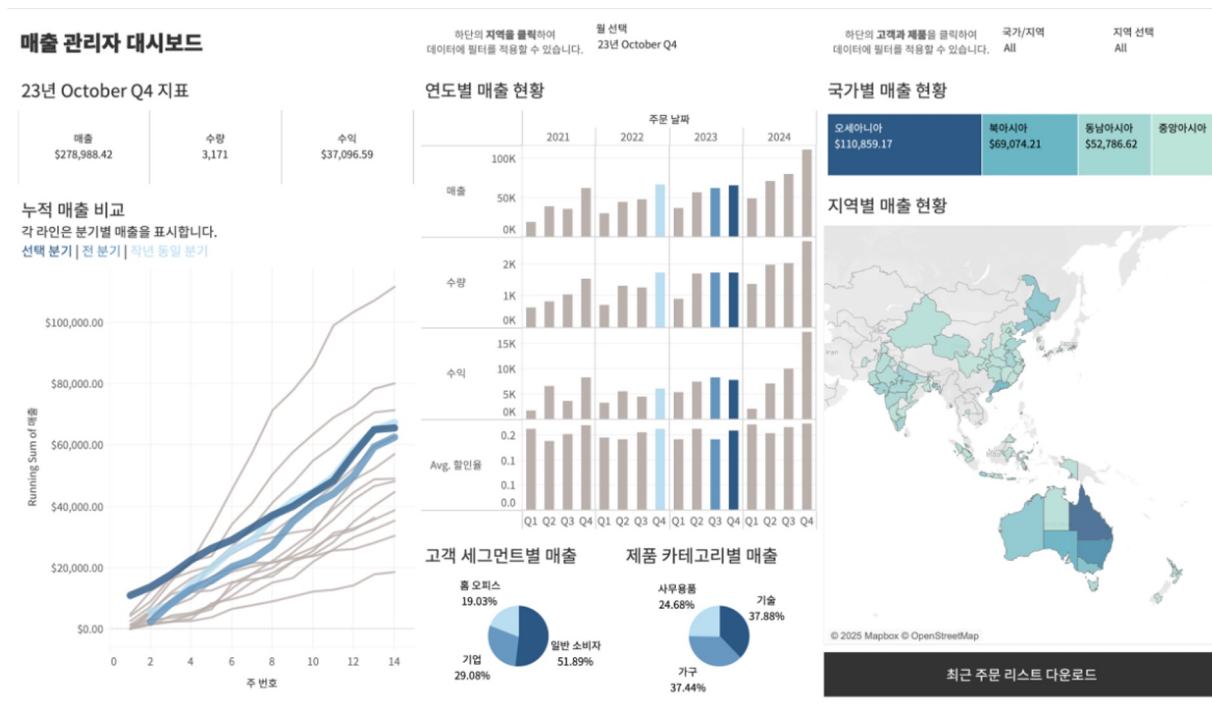 매출 관리자 대시보드
하단의 지역을 클릭하여
데이터에 필터를 적용할 수 있습니다.
월 선택
23년 October Q4
하단의 고객과 제품을 클릭하여
데이터에 필터를 적용할 수 있습니다.
국가/지역
All
지역 선택
All
23년 October Q4 지표
매출
$278,988.42
수량
3,171
수익
$37,096.59
누적 매출 비교
각 라인은 분기별 매출을 표시합니다.
선택 분기 | 전 분기 | 작년 동일 분기
Running Sum of 매출
$100,000.00
$80,000.00
$60,000.00
$40,000.00
$20,000.00
$0.00
0 2 4 6 8 10 12 14
주 번호
연도별 매출 현황
주문 날짜
2021 2022 2023 2024
매출
100K
50K
0K
수량
2K
1K
0K
수익
15K
10K
5K
0K
Avg. 할인율
0.2
0.1
0.1
0.0
Q1 Q2 Q3 Q4 Q1 Q2 Q3 Q4 Q1 Q2 Q3 Q4 Q1 Q2 Q3 Q4
고객 세그먼트별 매출
홈 오피스
19.03%
일반 소비자
51.89%
기업
29.08%
제품 카테고리별 매출
사무용품
24.68%
기술
37.88%
가구
37.44%
국가별 매출 현황
오세아니아
$110,859.17
북아시아
$69,074.21
동남아시아
$52,786.62
중앙아시아
지역별 매출 현황
Iran
© 2025 Mapbox © OpenStreetMap
최근 주문 리스트 다운로드